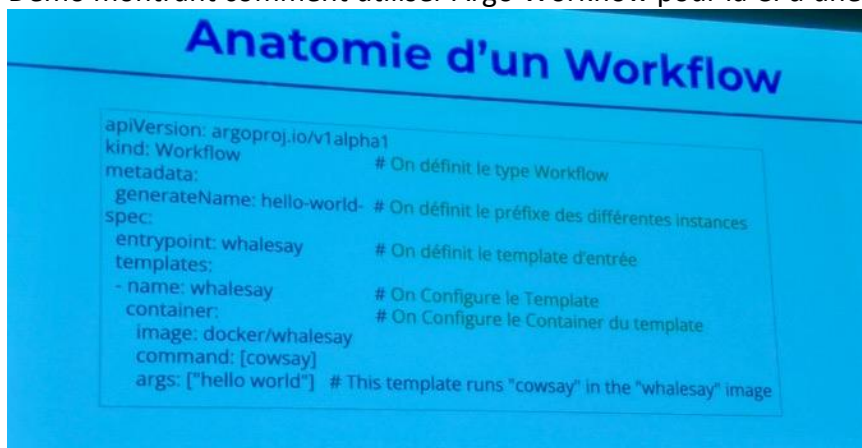 Démo montrant comment utiliser Argo Workflow pour la CI d'une
Anatomie d'un Workflow
apiVersion: argoproj.io/v1alpha1
kind: Workflow # On définit le type Workflow
metadata:
generateName: hello-world- # On définit le préfixe des différentes instances
spec:
entrypoint: whalesay # On définit le template d'entrée
templates:
- name: whalesay # On Configure le Template
container: # On Configure le Container du template
image: docker/whalesay
command: [cowsay]
args: ["hello world"] # This template runs "cowsay" in the "whalesay" image